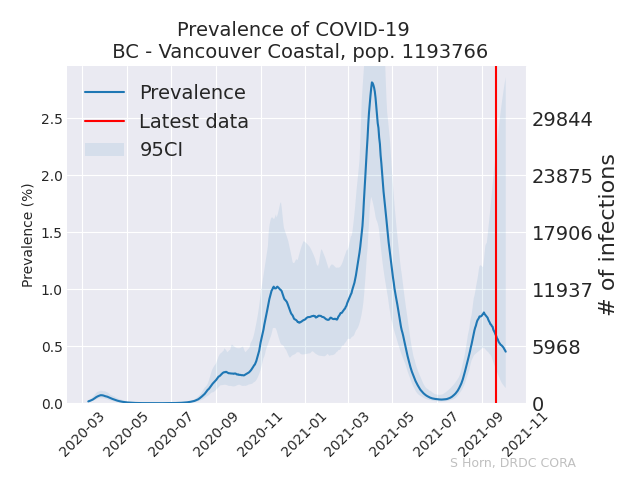 Prevalence of COVID-19
BC - Vancouver Coastal, pop. 1193766
Prevalence
Latest data
95CI
Prevalence (%)
2.5
2.0
1.5
1.0
0.5
0.0
29844
23875
17906
11937
5968
0
# of infections
2020-03
2020-05
2020-07
2020-09
2020-11
2021-01
2021-03
2021-05
2021-07
2021-09
2021-11
S Horn, DRDC CORA